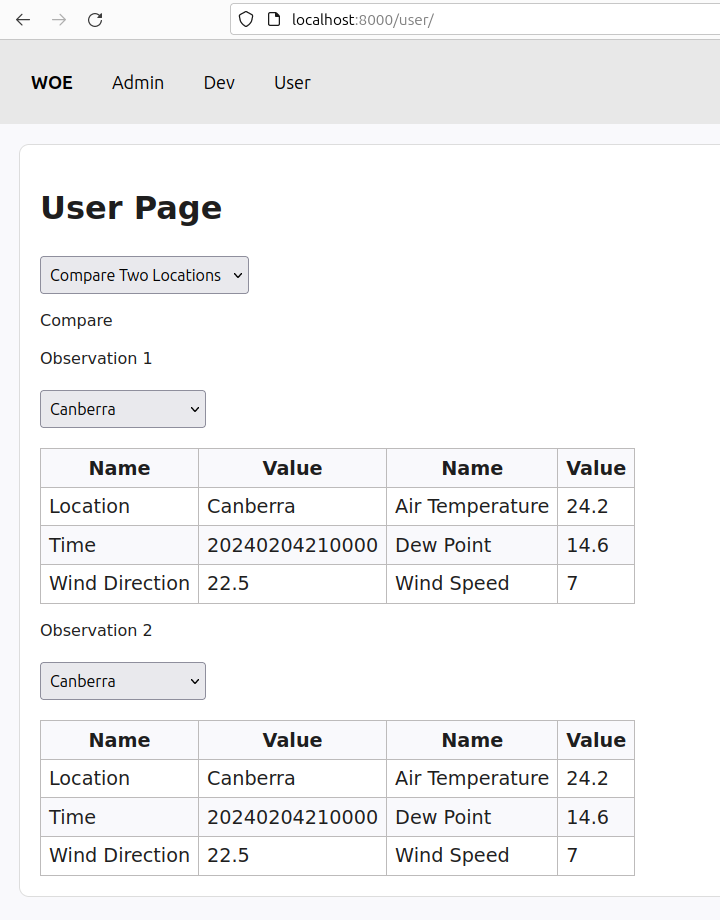 localhost:8000/user/
WOE Admin Dev User
User Page
Compare Two Locations
Compare
Observation 1
Canberra
Name Value Name Value
Location Canberra Air Temperature 24.2
Time 20240204210000 Dew Point 14.6
Wind Direction 22.5 Wind Speed 7
Observation 2
Canberra
Name Value Name Value
Location Canberra Air Temperature 24.2
Time 20240204210000 Dew Point 14.6
Wind Direction 22.5 Wind Speed 7